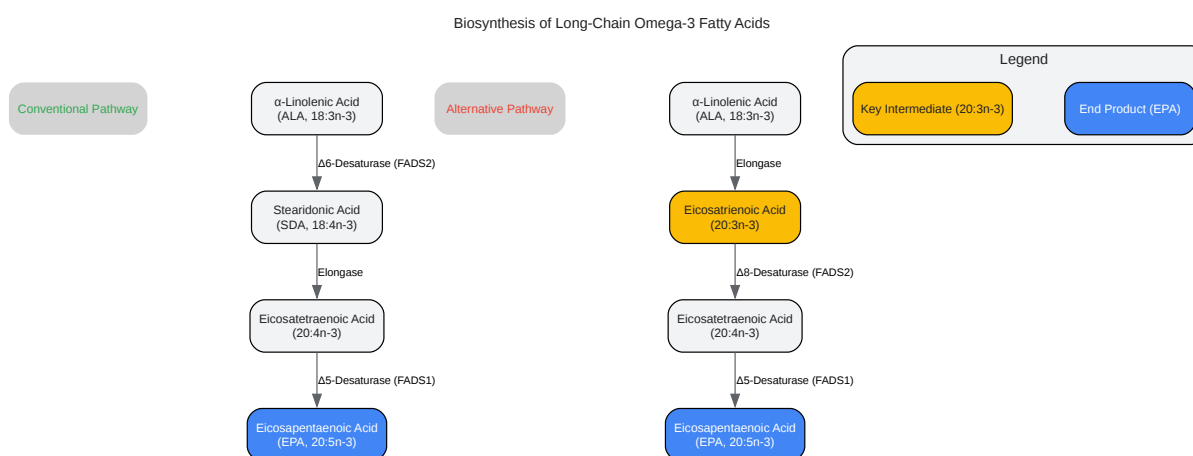 Biosynthesis of Long-Chain Omega-3 Fatty Acids
Conventional Pathway
α-Linolenic Acid
(ALA, 18:3n-3)
Δ6-Desaturase (FADS2)
Stearidonic Acid
(SDA, 18:4n-3)
Elongase
Eicosatetraenoic Acid
(20:4n-3)
Δ5-Desaturase (FADS1)
Eicosapentaenoic Acid
(EPA, 20:5n-3)
Alternative Pathway
α-Linolenic Acid
(ALA, 18:3n-3)
Elongase
Eicosatrienoic Acid
(20:3n-3)
Δ8-Desaturase (FADS2)
Eicosatetraenoic Acid
(20:4n-3)
Δ5-Desaturase (FADS1)
Eicosapentaenoic Acid
(EPA, 20:5n-3)
Legend
Key Intermediate (20:3n-3)
End Product (EPA)